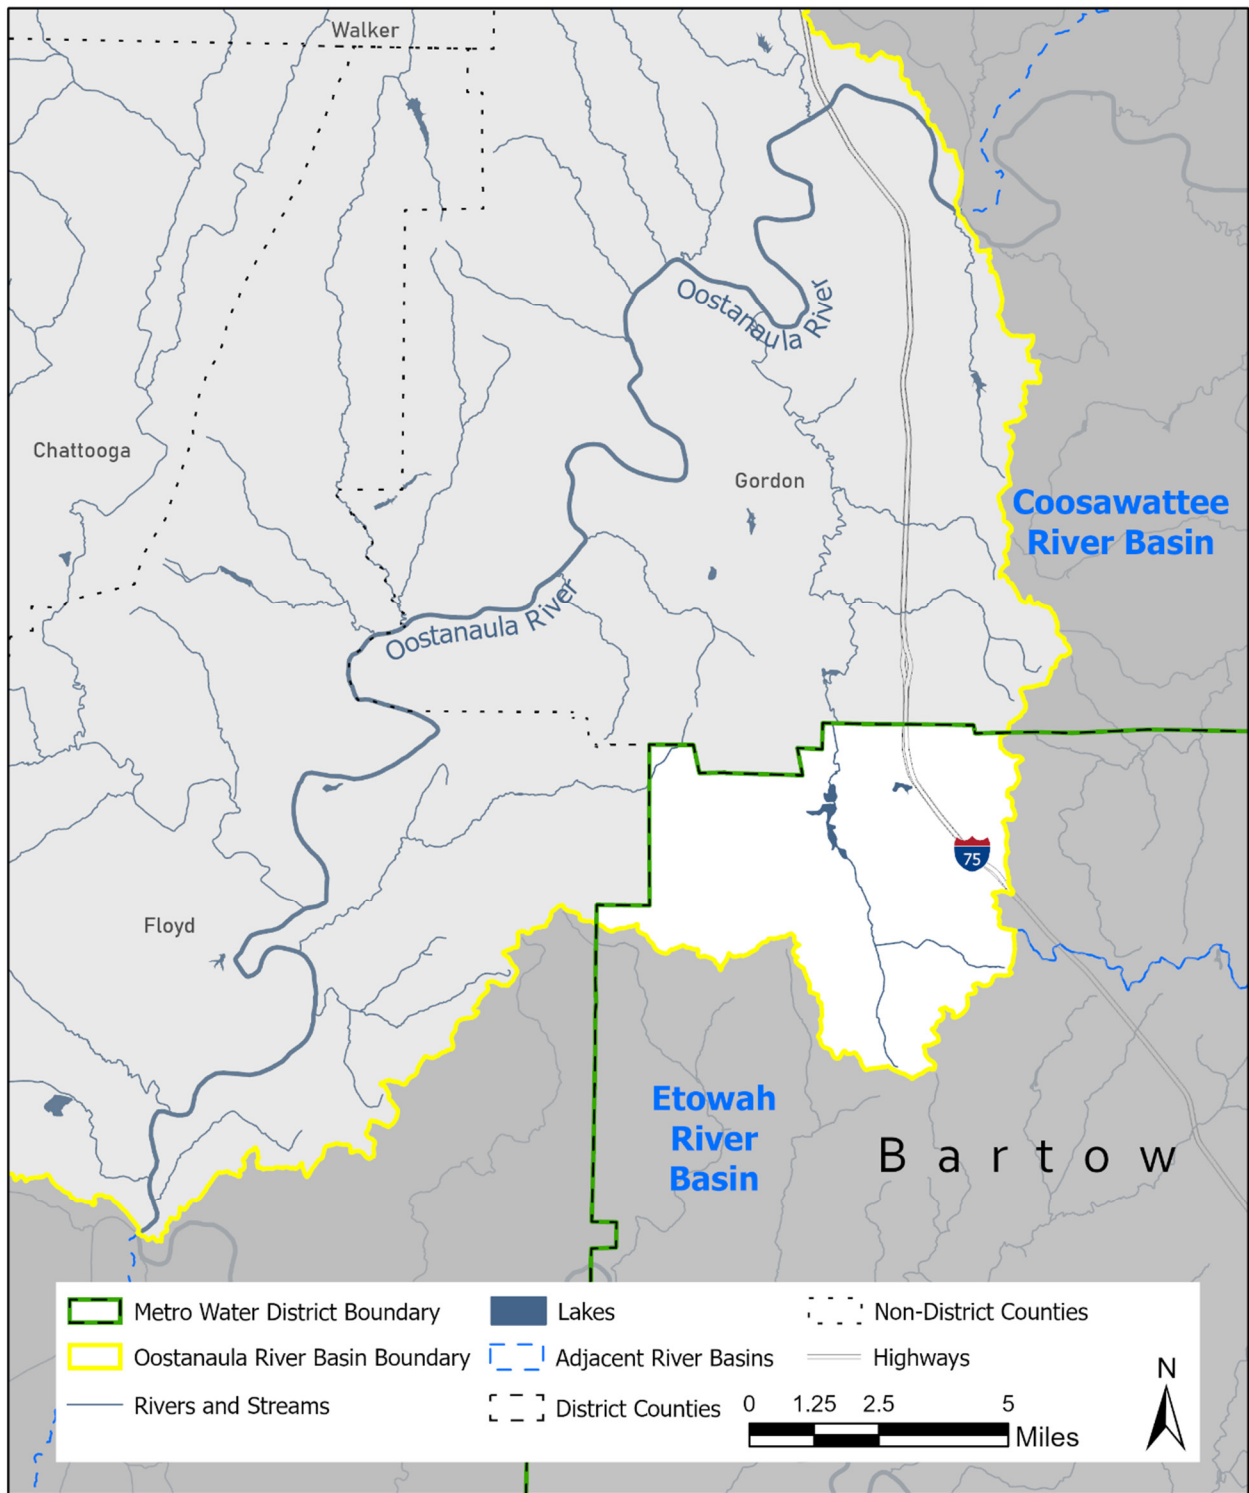 Walker
Oostanaula River
Chattooga
Gordon
Coosawattee
River Basin
Oostanaula River
75
Floyd
Etowah
River
Basin
Bartow
Metro Water District Boundary
Lakes
Non-District Counties
Oostanaula River Basin Boundary
Adjacent River Basins
Highways
Rivers and Streams
District Counties
0 1.25 2.5 5
Miles
N